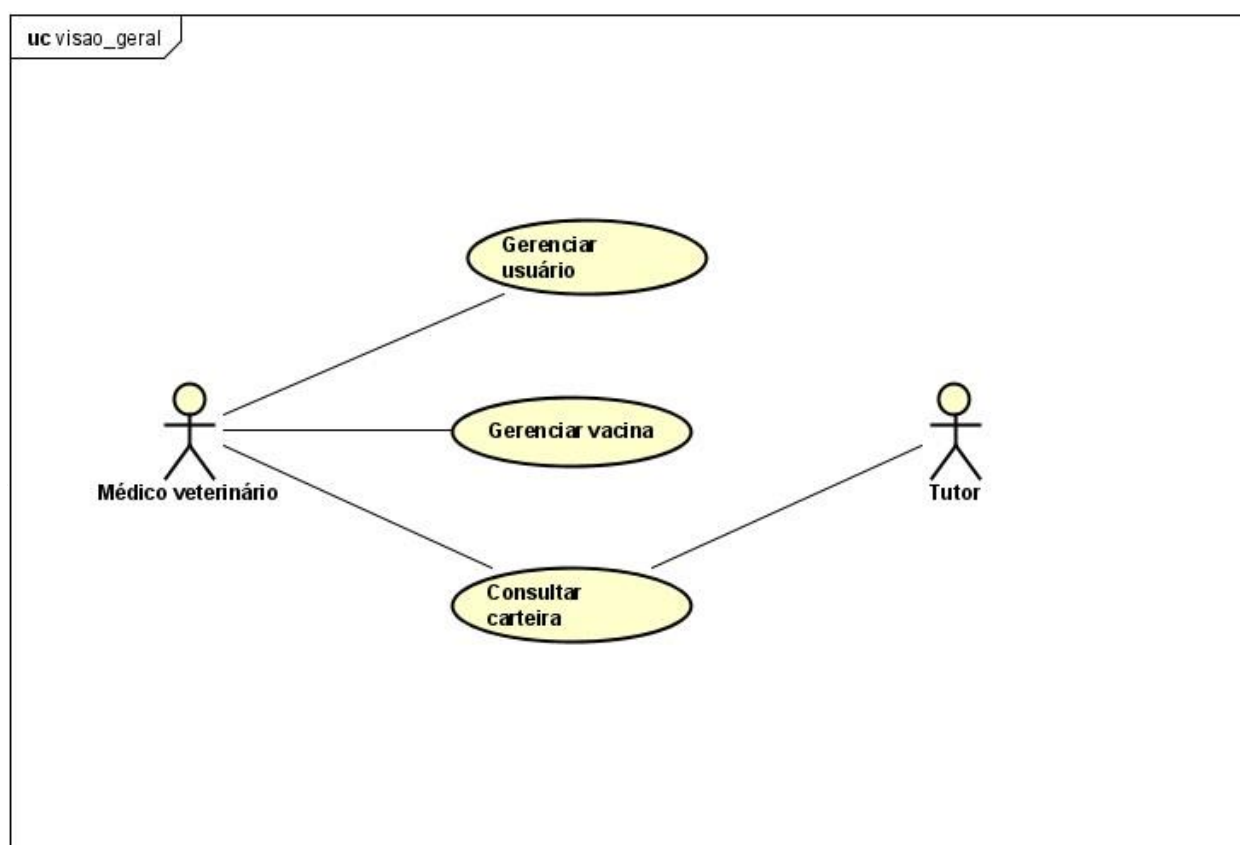 uc visao_geral
Gerenciar
usuário
Gerenciar vacina
Médico veterinário
Tutor
Consultar
carteira